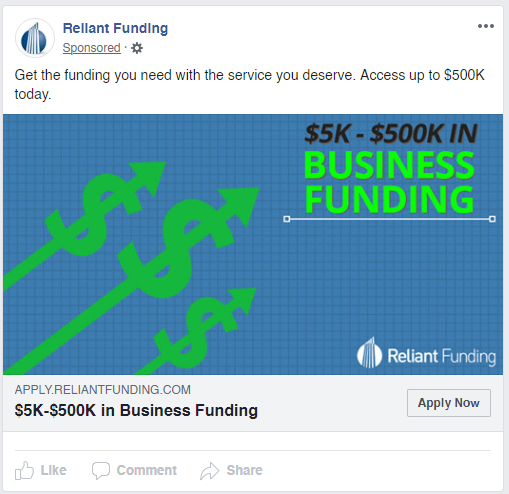 Reliant Funding
Sponsored ·
Get the funding you need with the service you deserve. Access up to $500K
today.
$5K - $500K IN
BUSINESS
FUNDING
Reliant Funding
APPLY.RELIANTFUNDING.COM
$5K-$500K in Business Funding
Apply Now
Like
Comment
Share